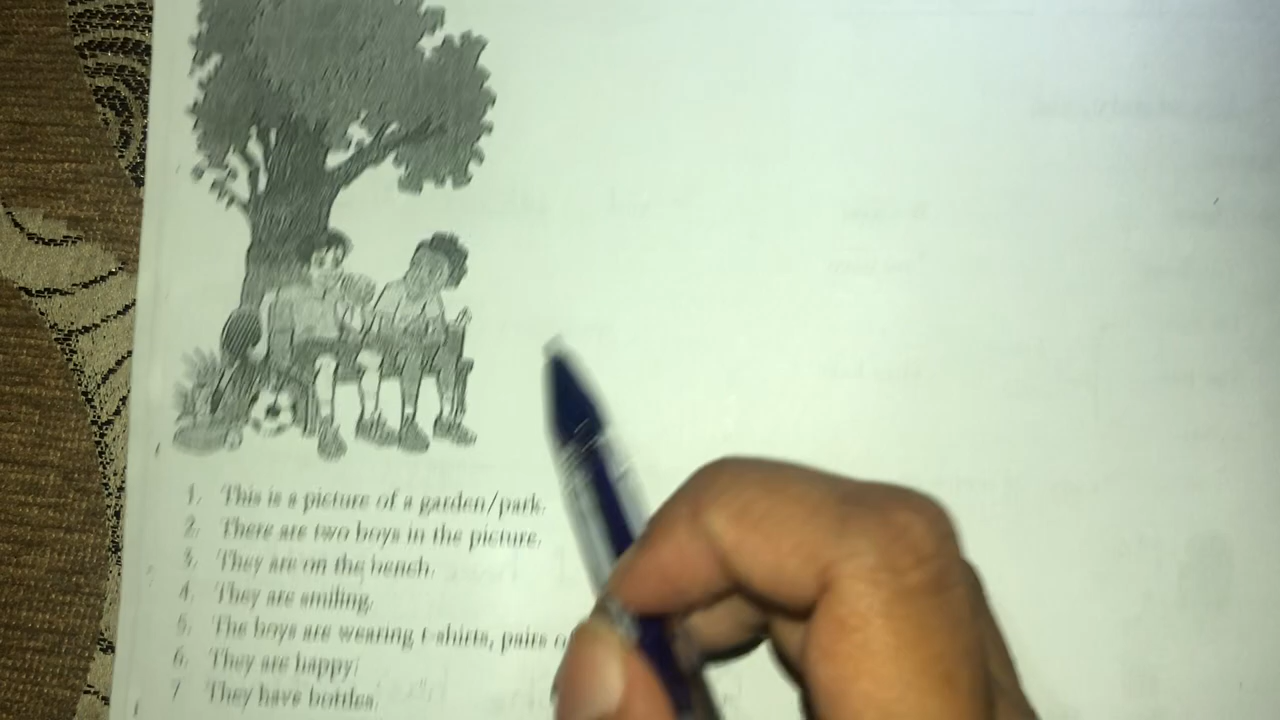 1. This is a picture of a garden/park.
2. There are two boys in the picture.
3. They are on the bench.
4. They are smiling.
5. The boys are wearing t-shirts, pairs o
6. They are happy.
7 They have bottles.